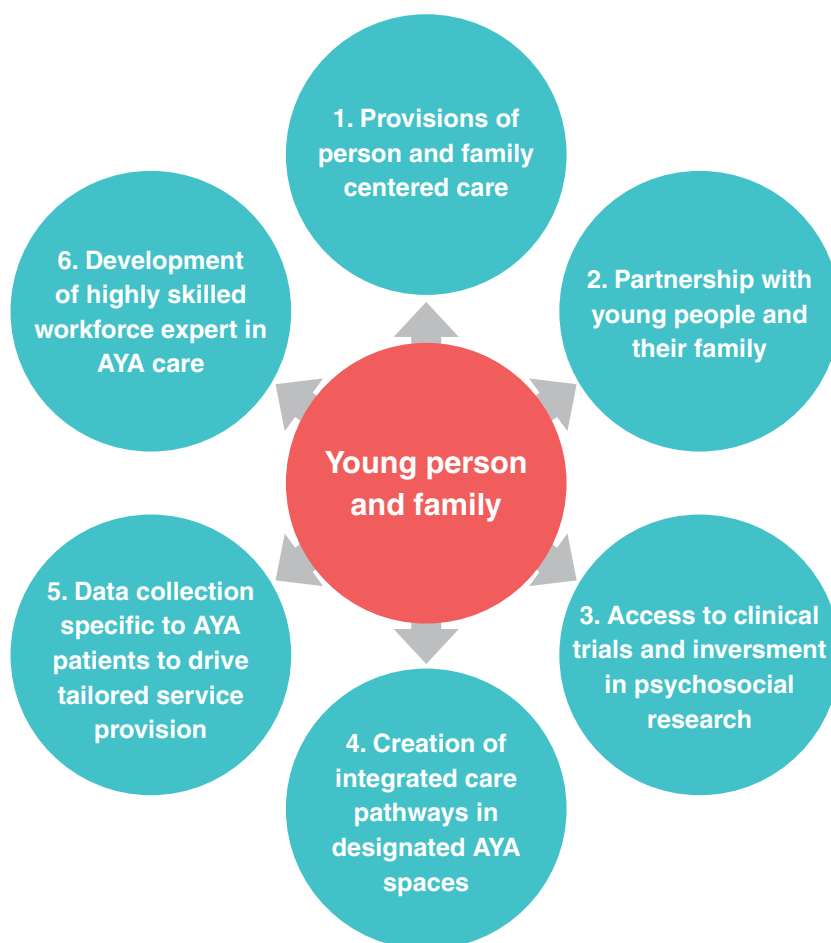 1. Provisions of
person and family
centered care
2. Partnership with
young people and
their family
3. Access to clinical
trials and inversment
in psychosocial
research
4. Creation of
integrated care
pathways in
designated AYA
spaces
5. Data collection
specific to AYA
patients to drive
tailored service
provision
6. Development
of highly skilled
workforce expert in
AYA care
Young person
and family